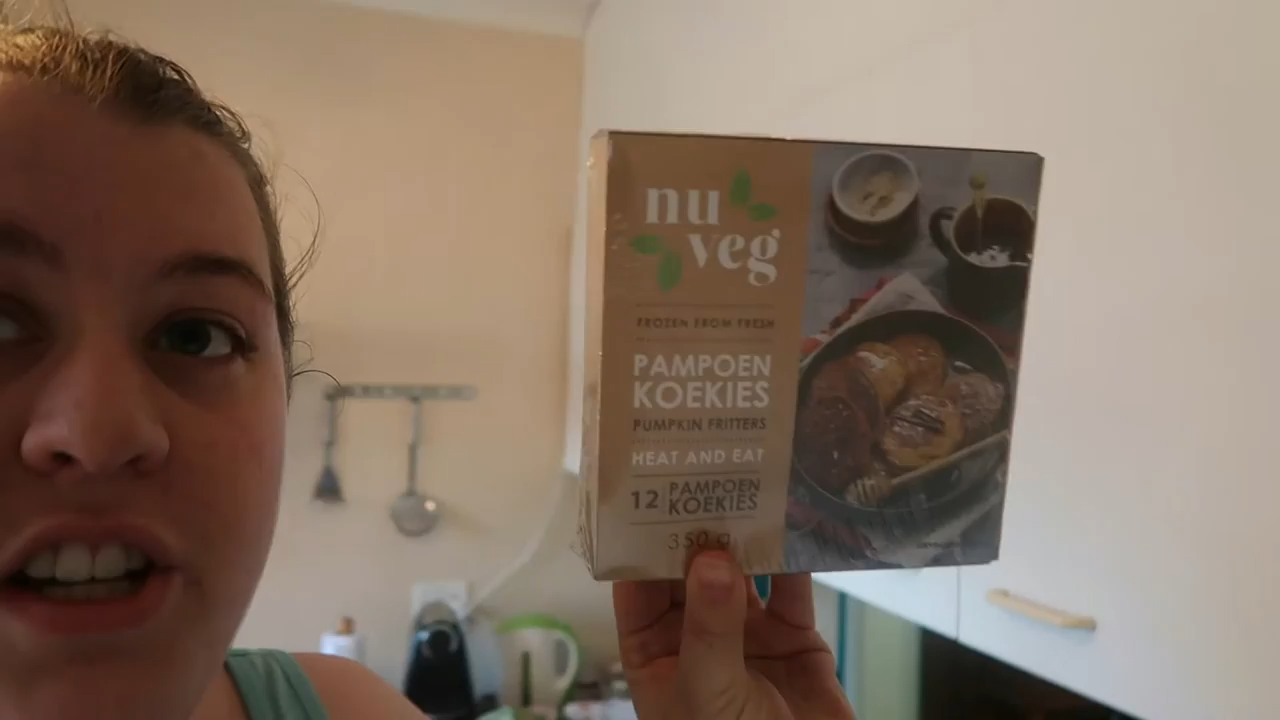 nu
veg
FROZEN FROM FRESH
PAMPOEN
KOEKIES
PUMPKIN FRITTERS
HEAT AND EAT
12 PAMPOEN
KOEKIES
350 g